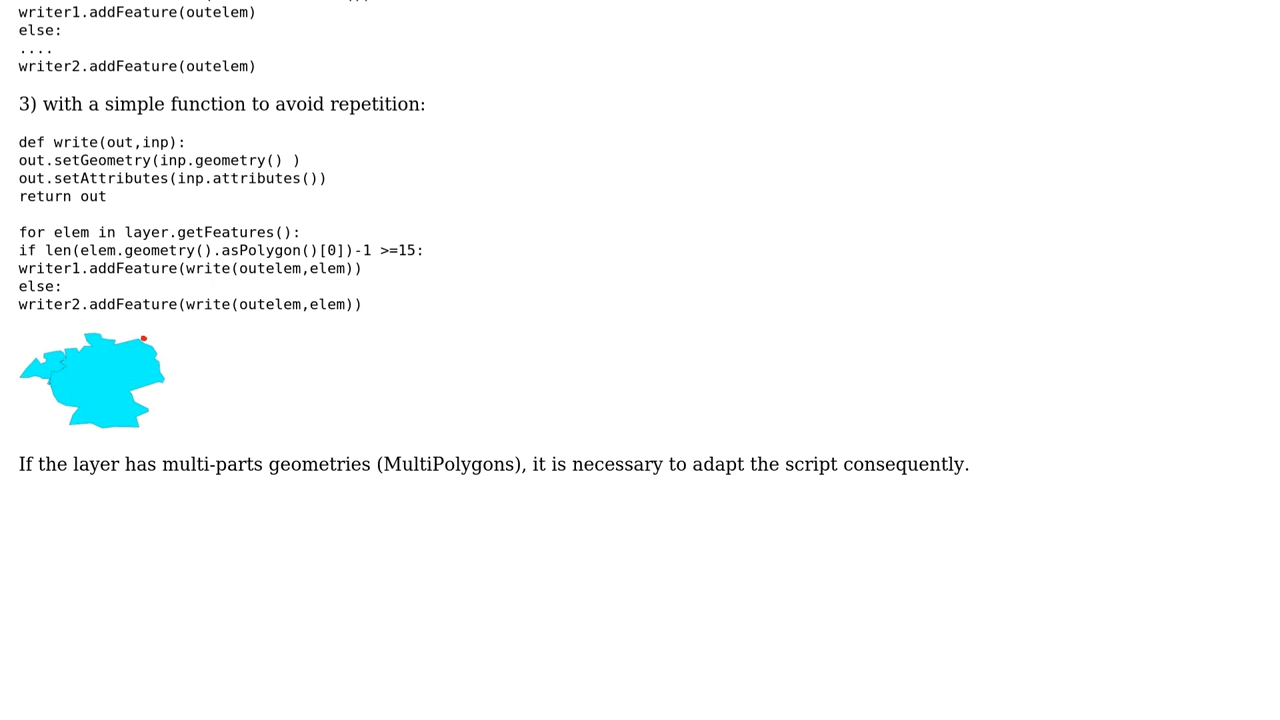 writer1.addFeature(outelem)
else:
....
writer2.addFeature(outelem)
3) with a simple function to avoid repetition:
def write(out,inp):
out.setGeometry(inp.geometry() )
out.setAttributes(inp.attributes())
return out
for elem in layer.getFeatures():
if len(elem.geometry().asPolygon()[0])-1 >=15:
writer1.addFeature(write(outelem,elem))
else:
writer2.addFeature(write(outelem,elem))
If the layer has multi-parts geometries (MultiPolygons), it is necessary to adapt the script consequently.